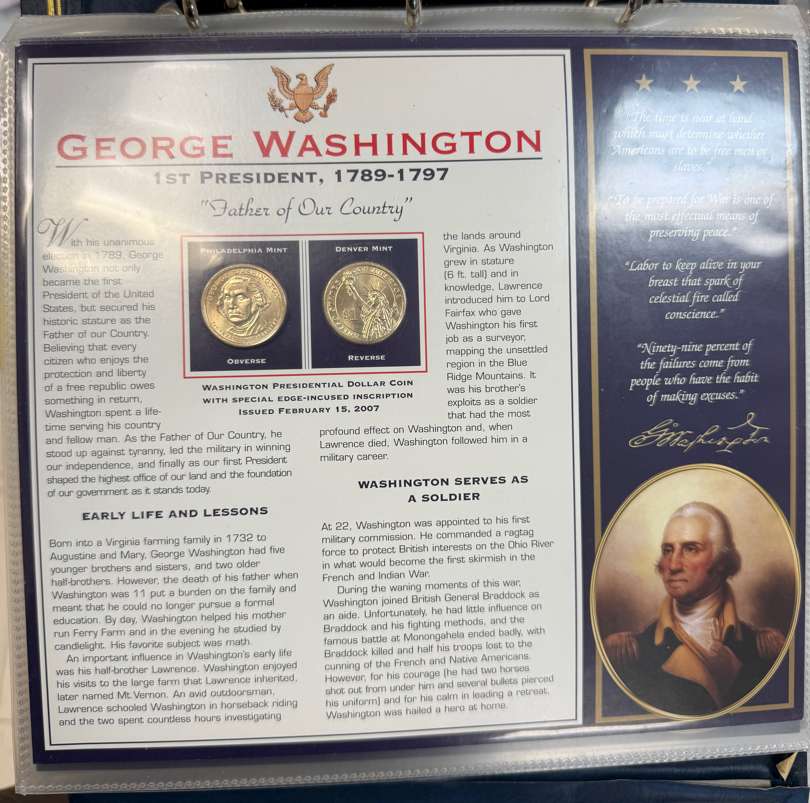 GEORGE WASHINGTON
1ST PRESIDENT, 1789-1797
"Father of Our Country"
With his unanimous
election in 1789, George
Washington not only
became the first
President of the United
States, but secured his
historic stature as the
Father of our Country.
Believing that every
citizen who enjoys the
protection and liberty
of a free republic owes
something in return,
Washington spent a life-
time serving his country
and fellow man. As the Father of Our Country, he
stood up against tyranny, led the military in winning
our independence, and finally as our first President
shaped the highest office of our land and the foundation
of our government as it stands today.
EARLY LIFE AND LESSONS
Born into a Virginia farming family in 1732 to
Augustine and Mary, George Washington had five
younger brothers and sisters, and two older
half-brothers. However, the death of his father when
Washington was 11 put a burden on the family and
meant that he could no longer pursue a formal
education. By day, Washington helped his mother
run Ferry Farm and in the evening he studied by
candlelight. His favorite subject was math.
An important influence in Washington's early life
was his half-brother Lawrence. Washington enjoyed
his visits to the large farm that Lawrence inherited,
later named Mt. Vernon. An avid outdoorsman,
Lawrence schooled Washington in horseback riding
and the two spent countless hours investigating
PHILADELPHIA MINT
OBVERSE
DENVER MINT
REVERSE
WASHINGTON PRESIDENTIAL DOLLAR COIN
WITH SPECIAL EDGE-INCUSED INSCRIPTION
ISSUED FEBRUARY 15, 2007
the lands around
Virginia. As Washington
grew in stature
(6 ft. tall) and in
knowledge, Lawrence
introduced him to Lord
Fairfax who gave
Washington his first
job as a surveyor,
mapping the unsettled
region in the Blue
Ridge Mountains. It
was his brother's
exploits as a soldier
that had the most
profound effect on Washington and, when
Lawrence died, Washington followed him in a
military career.
WASHINGTON SERVES AS
A SOLDIER
At 22, Washington was appointed to his first
military commission. He commanded a ragtag
force to protect British interests on the Ohio River
in what would become the first skirmish in the
French and Indian War.
During the waning moments of this war,
Washington joined British General Braddock as
an aide. Unfortunately, he had little influence on
Braddock and his fighting methods, and the
famous battle at Monongahela ended badly, with
Braddock killed and half his troops lost to the
cunning of the French and Native Americans.
However, for his courage (he had two horses
shot out from under him and several bullets pierced
his uniform) and for his calm in leading a retreat,
Washington was hailed a hero at home.
"The time is near at hand
which must determine whether
Americans are to be free men or
slaves."
"To be prepared for War is one of
the most effectual means of
preserving peace."
"Labor to keep alive in your
breast that spark of
celestial fire called
conscience."
"Ninety-nine percent of
the failures come from
people who have the habit
of making excuses."
GoWashington